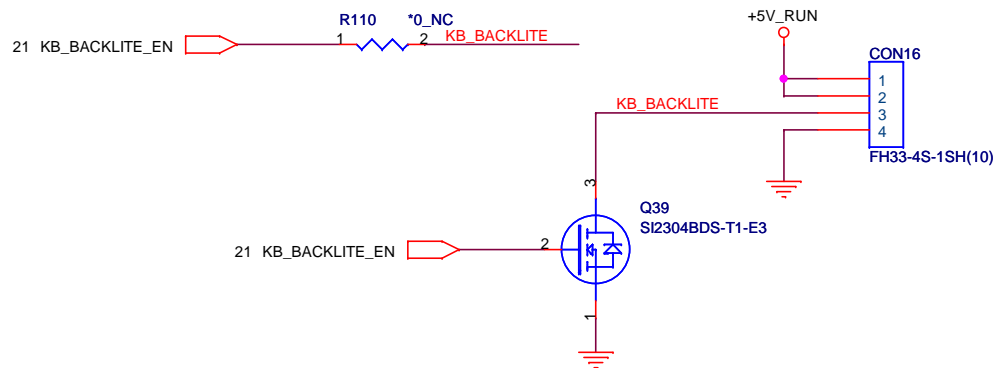 R110 *0_NC
21 KB_BACKLITE_EN 1 2 KB_BACKLITE
+5V_RUN
CON16
1
2
KB_BACKLITE 3
4
FH33-4S-1SH(10)
3
Q39
SI2304BDS-T1-E3
21 KB_BACKLITE_EN 2
1